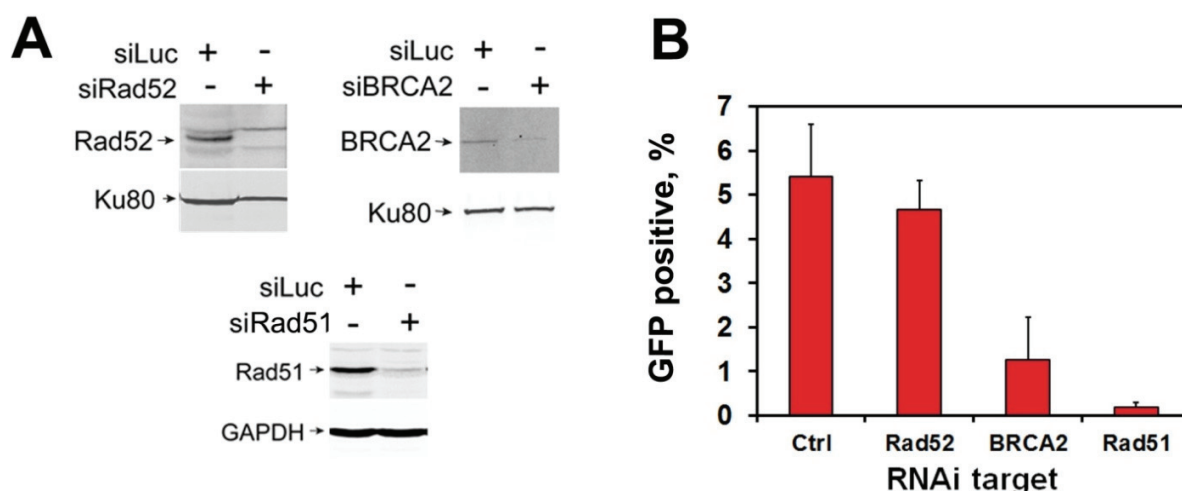 A
siLuc + -
siRad52 - +
Rad52
Ku80
siLuc + -
siBRCA2 - +
BRCA2
Ku80
siLuc + -
siRad51 - +
Rad51
GAPDH
B
GFP positive, %
7
6
5
4
3
2
1
0
Ctrl Rad52 BRCA2 Rad51
RNAi target